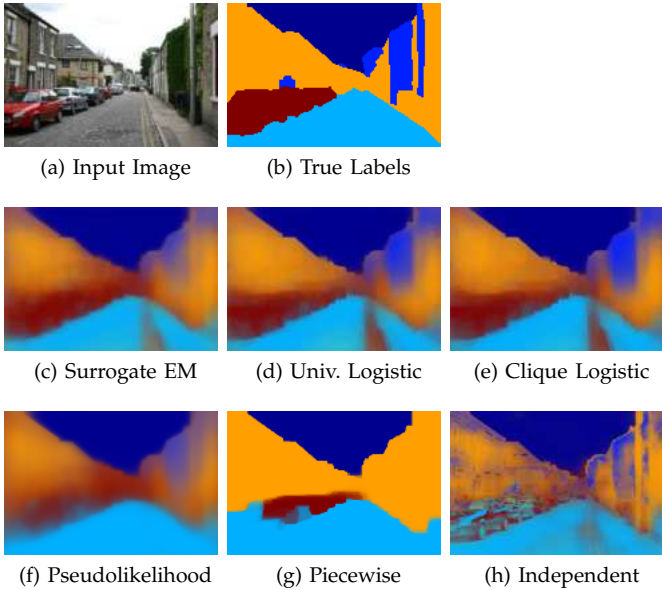 (a) Input Image
(b) True Labels
(c) Surrogate EM
(d) Univ. Logistic
(e) Clique Logistic
(f) Pseudolikelihood
(g) Piecewise
(h) Independent